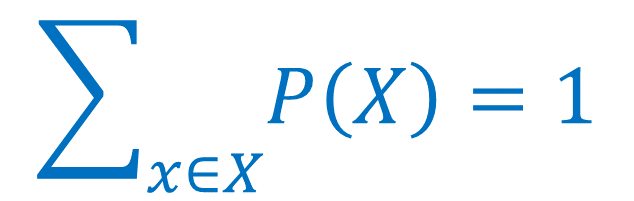 ∑x∈X P(X) = 1